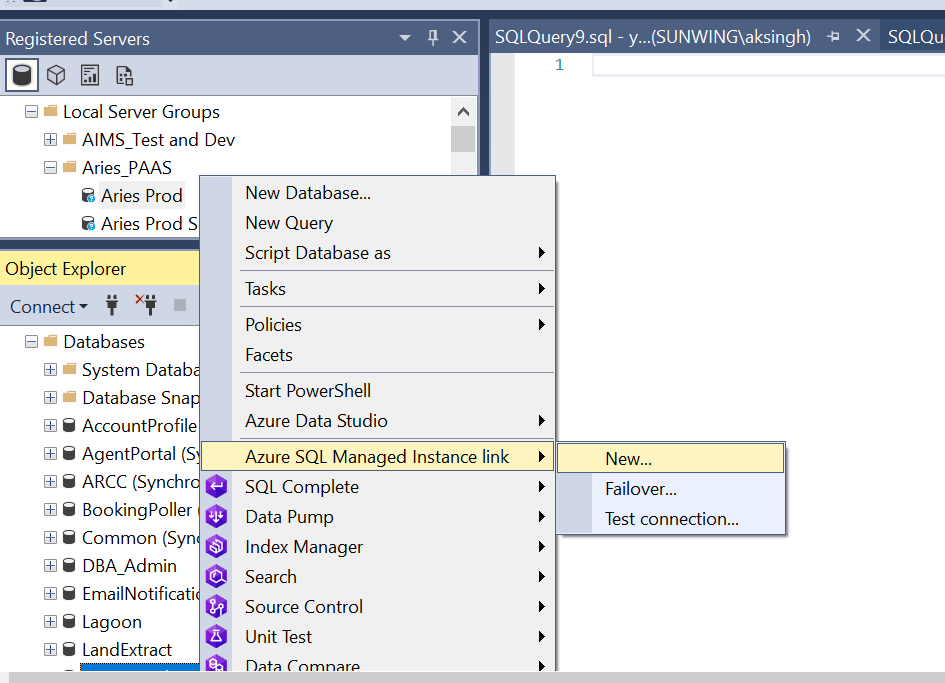 Registered Servers
Local Server Groups
AIMS_Test and Dev
Aries_PAAS
Aries Prod
Aries Prod S
Object Explorer
Connect
Databases
System Databa
Database Snap
AccountProfile
AgentPortal (Sy
ARCC (Synchro
BookingPoller (
Common (Sync
DBA_Admin
EmailNotificatio
Lagoon
LandExtract
SQLQuery9.sql - y...(SUNWING\aksingh)
SQLQu
1
New Database...
New Query
Script Database as
Tasks
Policies
Facets
Start PowerShell
Azure Data Studio
Azure SQL Managed Instance link
SQL Complete
Data Pump
Index Manager
Search
Source Control
Unit Test
Data Compare
New...
Failover...
Test connection...